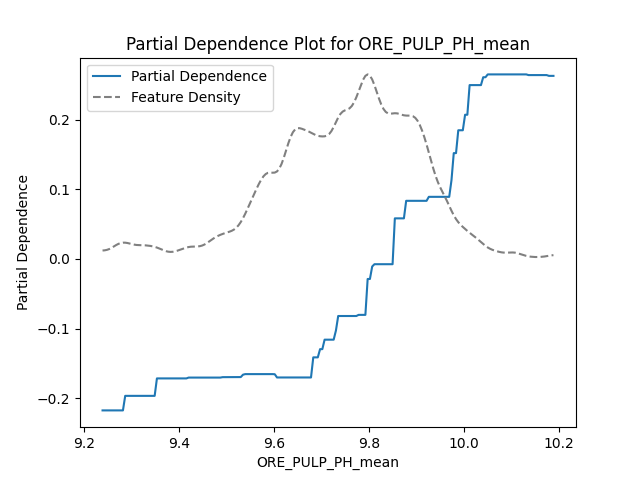 Partial Dependence Plot for ORE_PULP_PH_mean
Partial Dependence
Feature Density
Partial Dependence
0.2
0.1
0.0
−0.1
−0.2
9.2 9.4 9.6 9.8 10.0 10.2
ORE_PULP_PH_mean